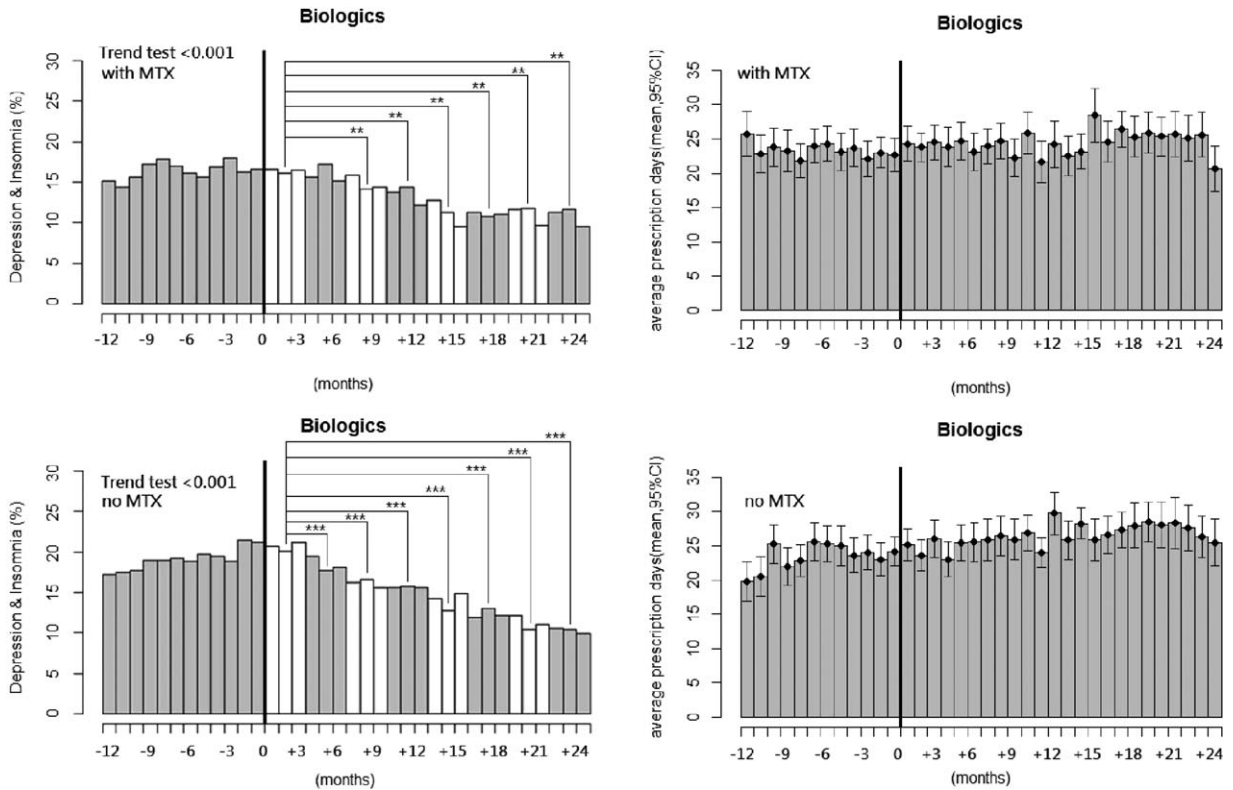 Biologics
Trend test <0.001
with MTX
Depression & Insomnia (%)
30
25
20
15
10
5
0
**
**
**
**
**
**
-12 -9 -6 -3 0 +3 +6 +9 +12 +15 +18 +21 +24
(months)
Biologics
with MTX
average prescription days(mean,95%CI)
35
30
25
20
15
10
5
0
-12 -9 -6 -3 0 +3 +6 +9 +12 +15 +18 +21 +24
(months)
Biologics
Trend test <0.001
no MTX
Depression & Insomnia (%)
30
25
20
15
10
5
0
***
***
***
***
***
***
***
-12 -9 -6 -3 0 +3 +6 +9 +12 +15 +18 +21 +24
(months)
Biologics
no MTX
average prescription days(mean,95%CI)
35
30
25
20
15
10
5
0
-12 -9 -6 -3 0 +3 +6 +9 +12 +15 +18 +21 +24
(months)